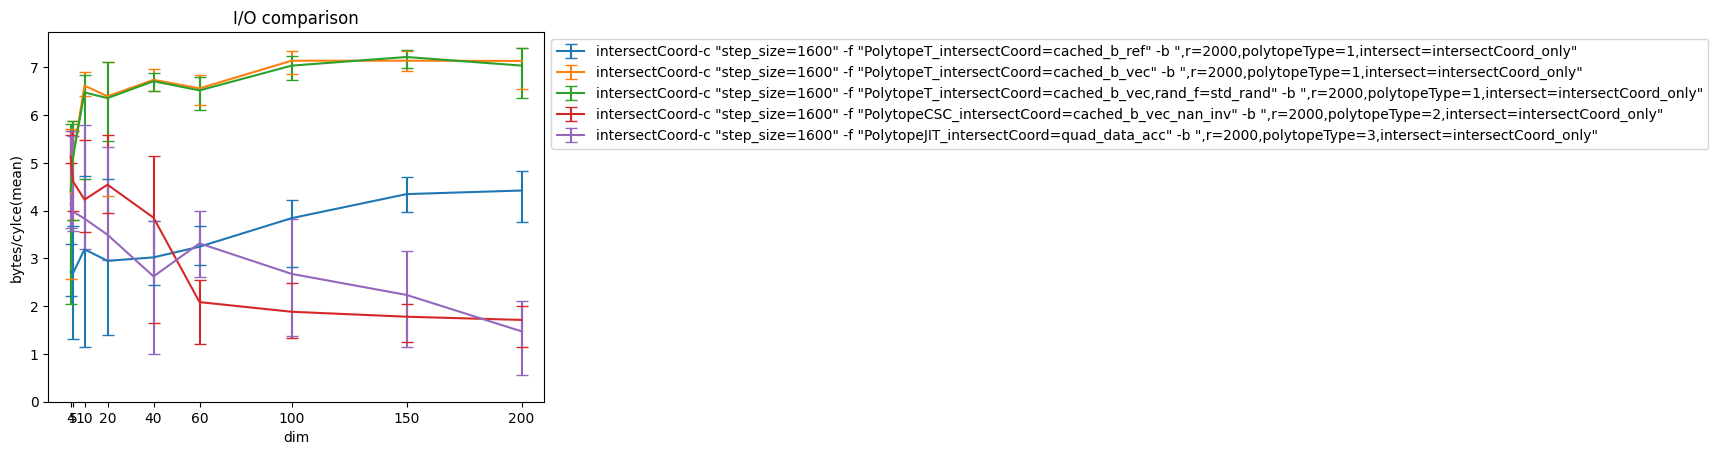 I/O comparison
bytes/cylce(mean)
7
6
5
4
3
2
1
0
4 5 10 20 40 60 100 150 200
dim
intersectCoord-c "step_size=1600" -f "PolytopeT_intersectCoord=cached_b_ref" -b ",r=2000,polytopeType=1,intersect=intersectCoord_only"
intersectCoord-c "step_size=1600" -f "PolytopeT_intersectCoord=cached_b_vec" -b ",r=2000,polytopeType=1,intersect=intersectCoord_only"
intersectCoord-c "step_size=1600" -f "PolytopeT_intersectCoord=cached_b_vec,rand_f=std_rand" -b ",r=2000,polytopeType=1,intersect=intersectCoord_only"
intersectCoord-c "step_size=1600" -f "PolytopeCSC_intersectCoord=cached_b_vec_nan_inv" -b ",r=2000,polytopeType=2,intersect=intersectCoord_only"
intersectCoord-c "step_size=1600" -f "PolytopeJIT_intersectCoord=quad_data_acc" -b ",r=2000,polytopeType=3,intersect=intersectCoord_only"